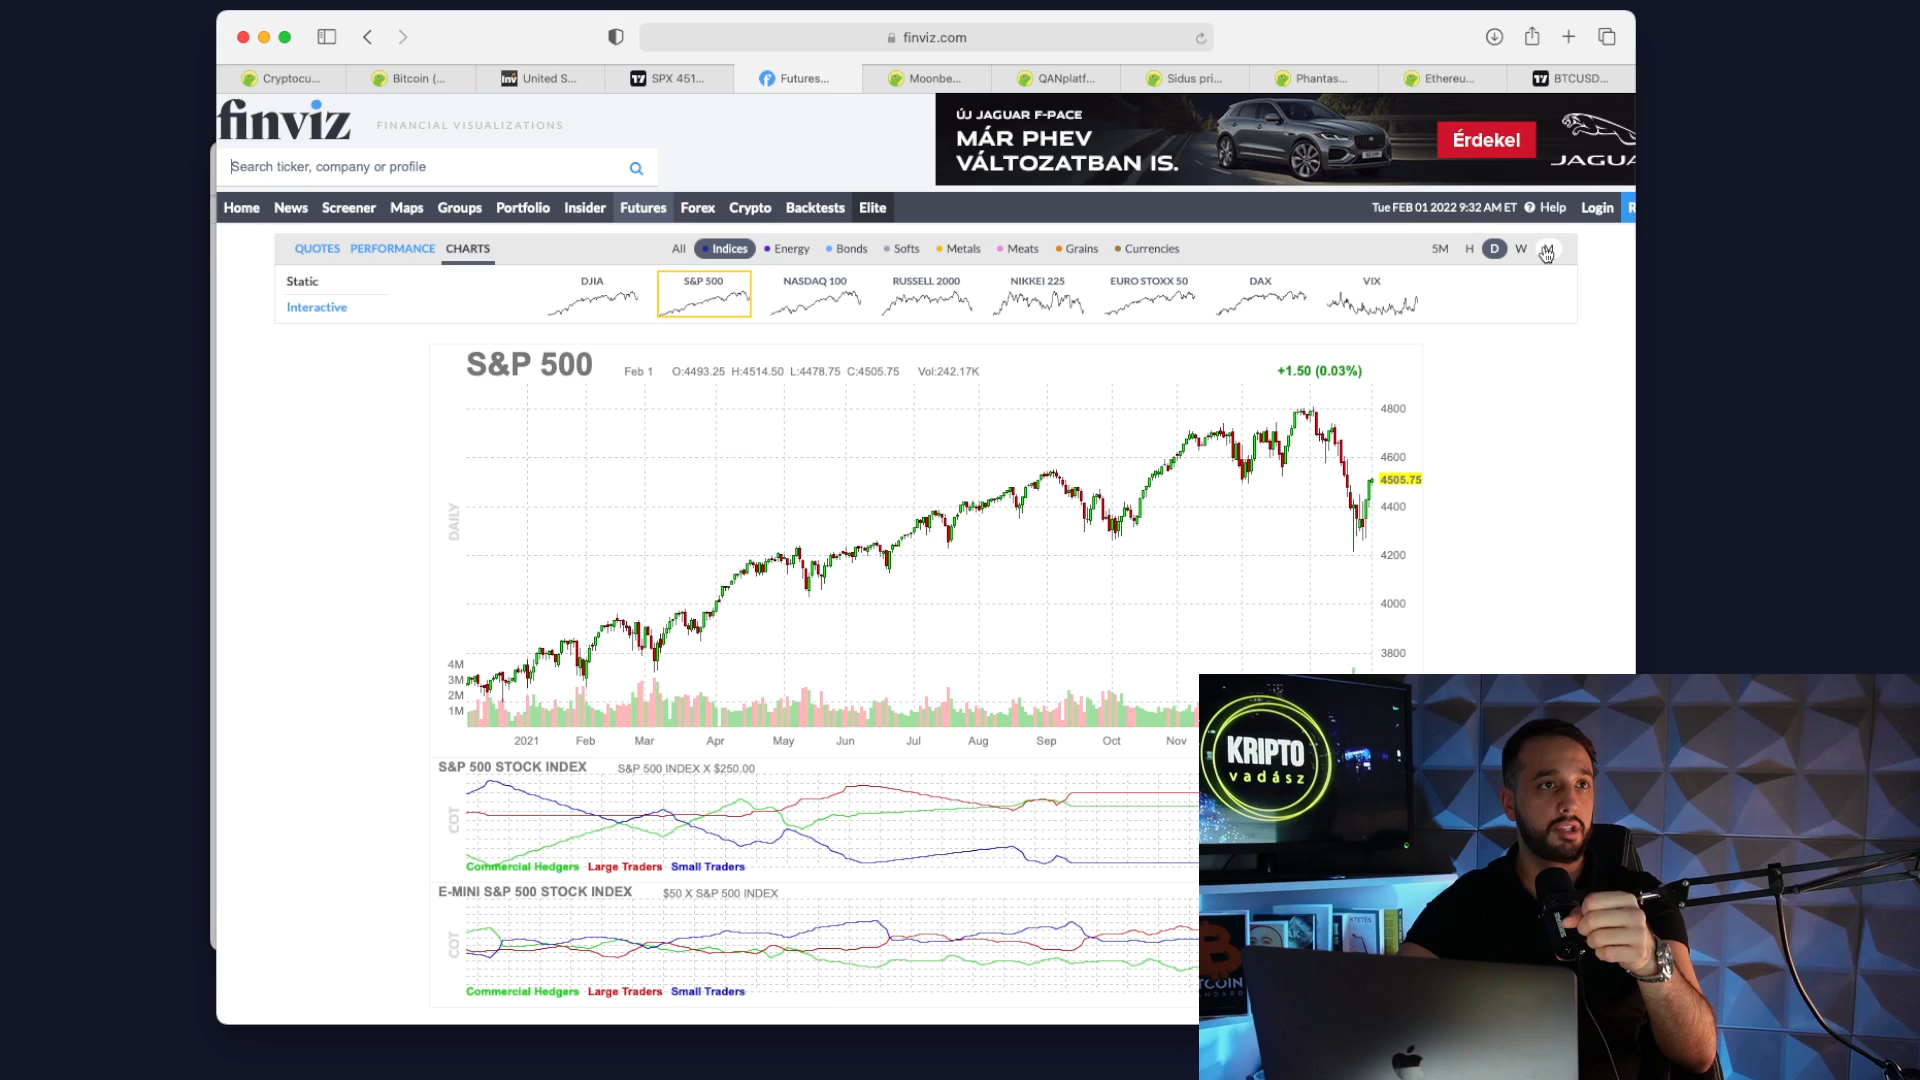 finviz.com
Cryptocu...
Bitcoin (...
Inv
United S...
SPX 451...
Futures...
Moonbe...
QANplatf...
Sidus pri...
Phantas...
Ethereu...
BTCUSD...
finviz
FINANCIAL VISUALIZATIONS
Search ticker, company or profile
ÚJ JAGUAR F-PACE
MÁR PHEV
VÁLTOZATBAN IS.
Érdekel
Home News Screener Maps Groups Portfolio Insider Futures Forex Crypto Backtests Elite
Tue FEB 01 2022 9:32 AM ET Help Login
QUOTES PERFORMANCE CHARTS
All Indices Energy Bonds Softs Metals Meats Grains Currencies
5M H D W M
Static
Interactive
DJIA S&P 500 NASDAQ 100 RUSSELL 2000 NIKKEI 225 EURO STOXX 50 DAX VIX
S&P 500
Feb 1 O:4493.25 H:4514.50 L:4478.75 C:4505.75 Vol:242.17K
+1.50 (0.03%)
4800
4600
4505.75
4400
4200
4000
3800
DAILY
4M
3M
2M
1M
2021 Feb Mar Apr May Jun Jul Aug Sep Oct Nov
S&P 500 STOCK INDEX
S&P 500 INDEX X $250.00
COT
Commercial Hedgers Large Traders Small Traders
E-MINI S&P 500 STOCK INDEX
$50 X S&P 500 INDEX
COT
Commercial Hedgers Large Traders Small Traders
KRIPTO
vadász